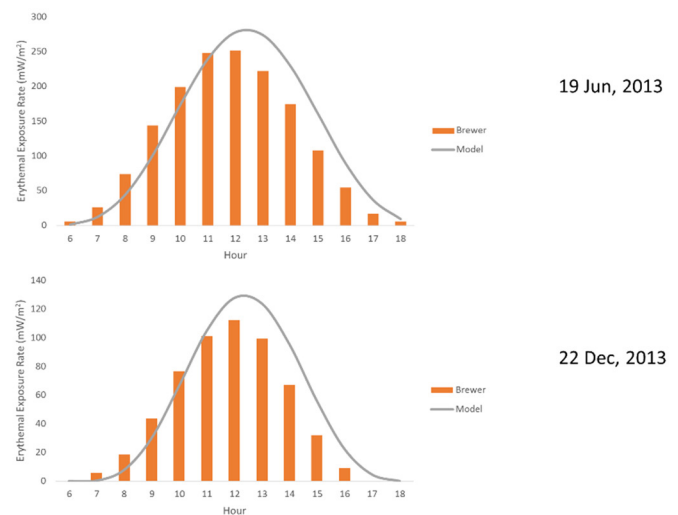 300
250
200
150
100
50
0
Erythemal Exposure Rate (mW/m²)
6 7 8 9 10 11 12 13 14 15 16 17 18
Hour
Brewer
Model
19 Jun, 2013
140
120
100
80
60
40
20
0
Erythemal Exposure Rate (mW/m²)
6 7 8 9 10 11 12 13 14 15 16 17 18
Hour
Brewer
Model
22 Dec, 2013